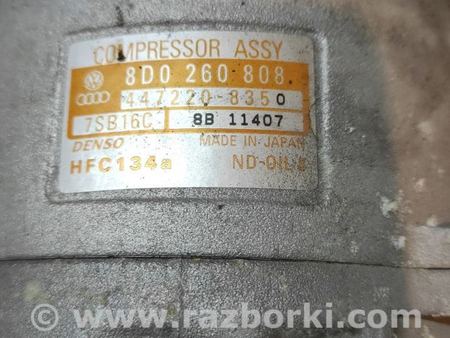 COMPRESSOR ASSY
8D0 260 808
447220-8350
7SB16C 8B 11407
DENSO MADE IN JAPAN
HFC134a ND-OIL8
www.razborki.com